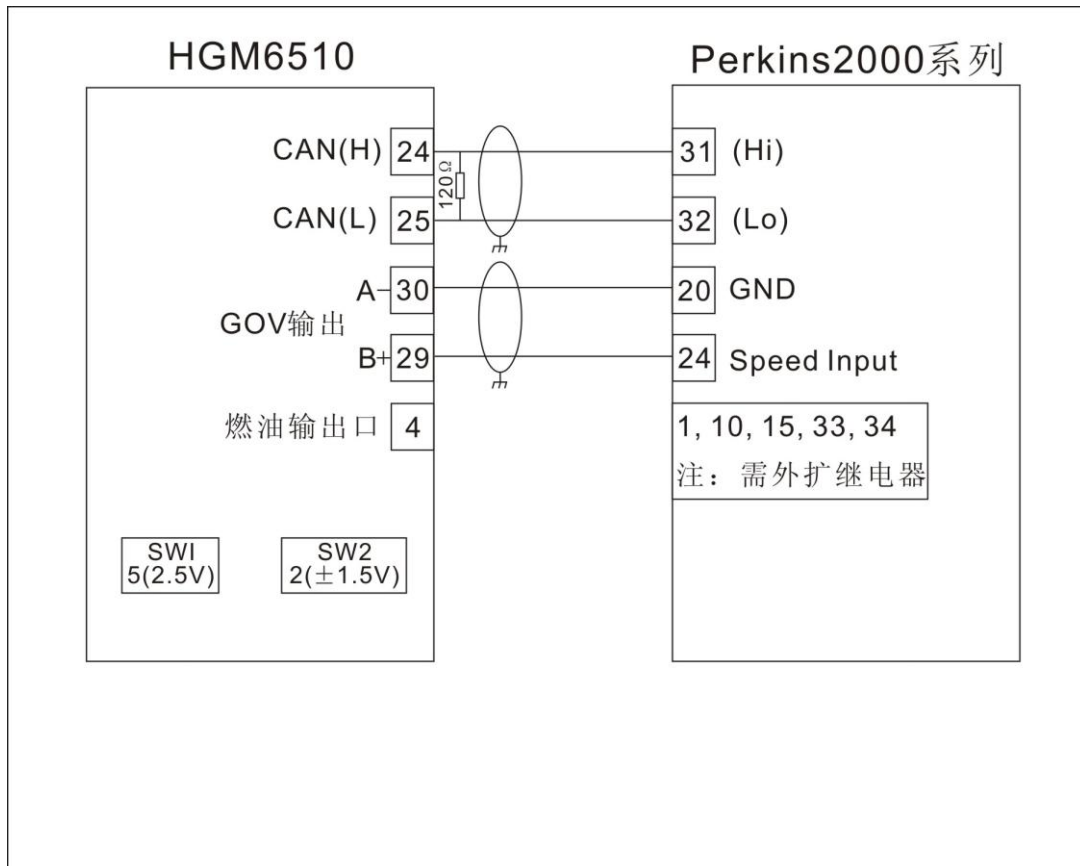 HGM6510
Perkins2000系列
CAN(H) 24
120Ω
31 (Hi)
CAN(L) 25
32 (Lo)
A- 30
20 GND
GOV输出
B+ 29
24 Speed Input
燃油输出口 4
1, 10, 15, 33, 34
注：需外扩继电器
SWI
5(2.5V)
SW2
2(±1.5V)